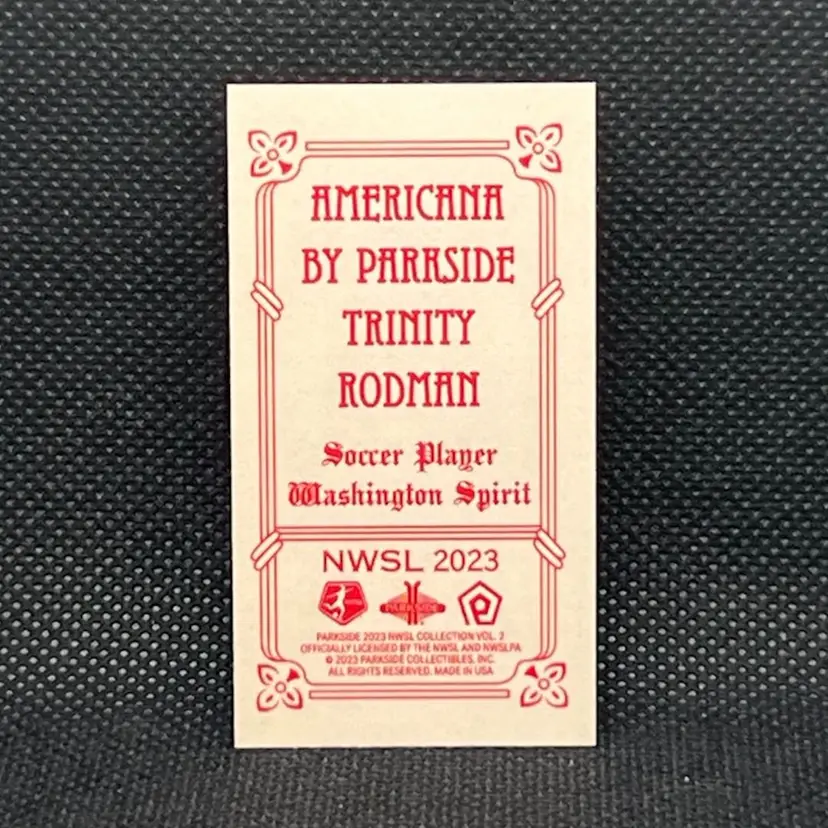 AMERICANA
BY PARKSIDE
TRINITY
RODMAN
Soccer Player
Washington Spirit
NWSL 2023
PARKSIDE
PARKSIDE 2023 NWSL COLLECTION VOL. 2
OFFICIALLY LICENSED BY THE NWSL AND NWSLPA
© 2023 PARKSIDE COLLECTIBLES, INC.
ALL RIGHTS RESERVED. MADE IN USA